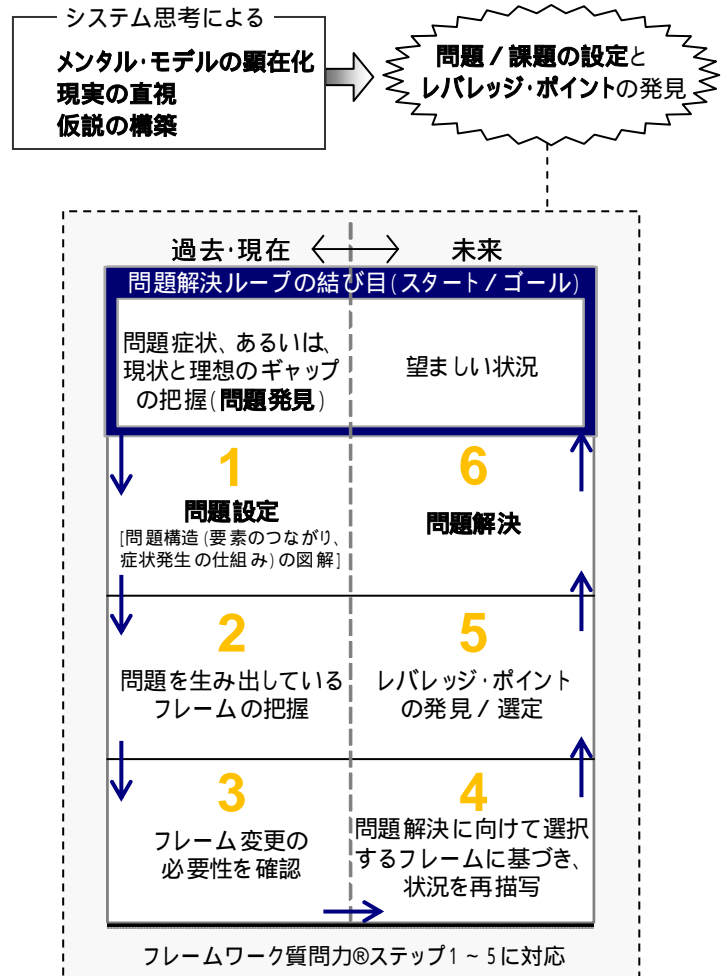 システム思考による
メンタル・モデルの顕在化
現実の直視
仮説の構築
問題/課題の設定と
レバレッジ・ポイントの発見
過去・現在
未来
問題解決ループの結び目(スタート/ゴール)
問題症状、あるいは、
現状と理想のギャップ
の把握(問題発見)
望ましい状況
1
問題設定
[問題構造(要素のつながり、
症状発生の仕組み)の図解]
6
問題解決
2
問題を生み出している
フレームの把握
5
レバレッジ・ポイント
の発見/選定
3
フレーム変更の
必要性を確認
4
問題解決に向けて選択
するフレームに基づき、
状況を再描写
フレームワーク質問力®ステップ1~5に対応